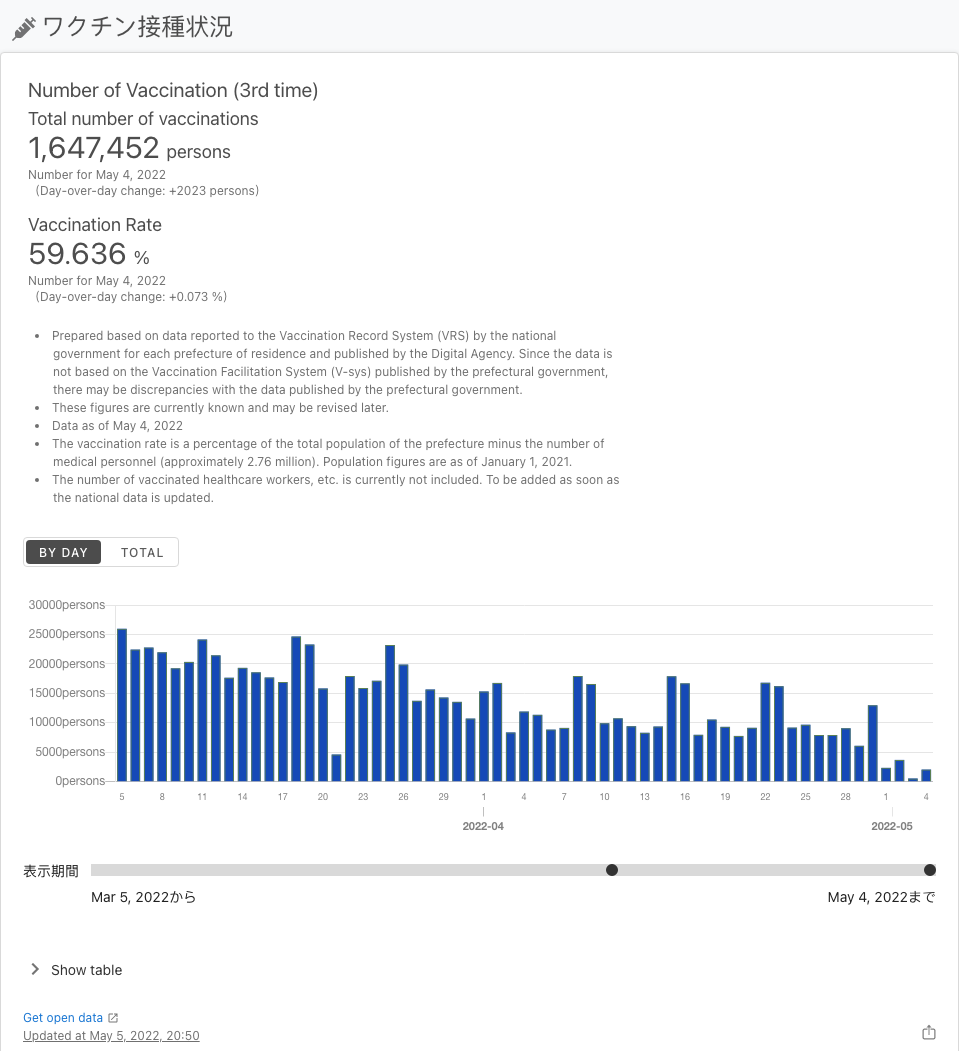 ワクチン接種状況
Number of Vaccination (3rd time)
Total number of vaccinations
1,647,452 persons
Number for May 4, 2022
(Day-over-day change: +2023 persons)
Vaccination Rate
59.636 %
Number for May 4, 2022
(Day-over-day change: +0.073 %)
• Prepared based on data reported to the Vaccination Record System (VRS) by the national
government for each prefecture of residence and published by the Digital Agency. Since the data is
not based on the Vaccination Facilitation System (V-sys) published by the prefectural government,
there may be discrepancies with the data published by the prefectural government.
• These figures are currently known and may be revised later.
• Data as of May 4, 2022
• The vaccination rate is a percentage of the total population of the prefecture minus the number of
medical personnel (approximately 2.76 million). Population figures are as of January 1, 2021.
• The number of vaccinated healthcare workers, etc. is currently not included. To be added as soon as
the national data is updated.
BY DAY TOTAL
30000persons
25000persons
20000persons
15000persons
10000persons
5000persons
0persons
5 8 11 14 17 20 23 26 29 1 4 7 10 13 16 19 22 25 28 1 4
2022-04 2022-05
表示期間
Mar 5, 2022から May 4, 2022まで
Show table
Get open data
Updated at May 5, 2022, 20:50